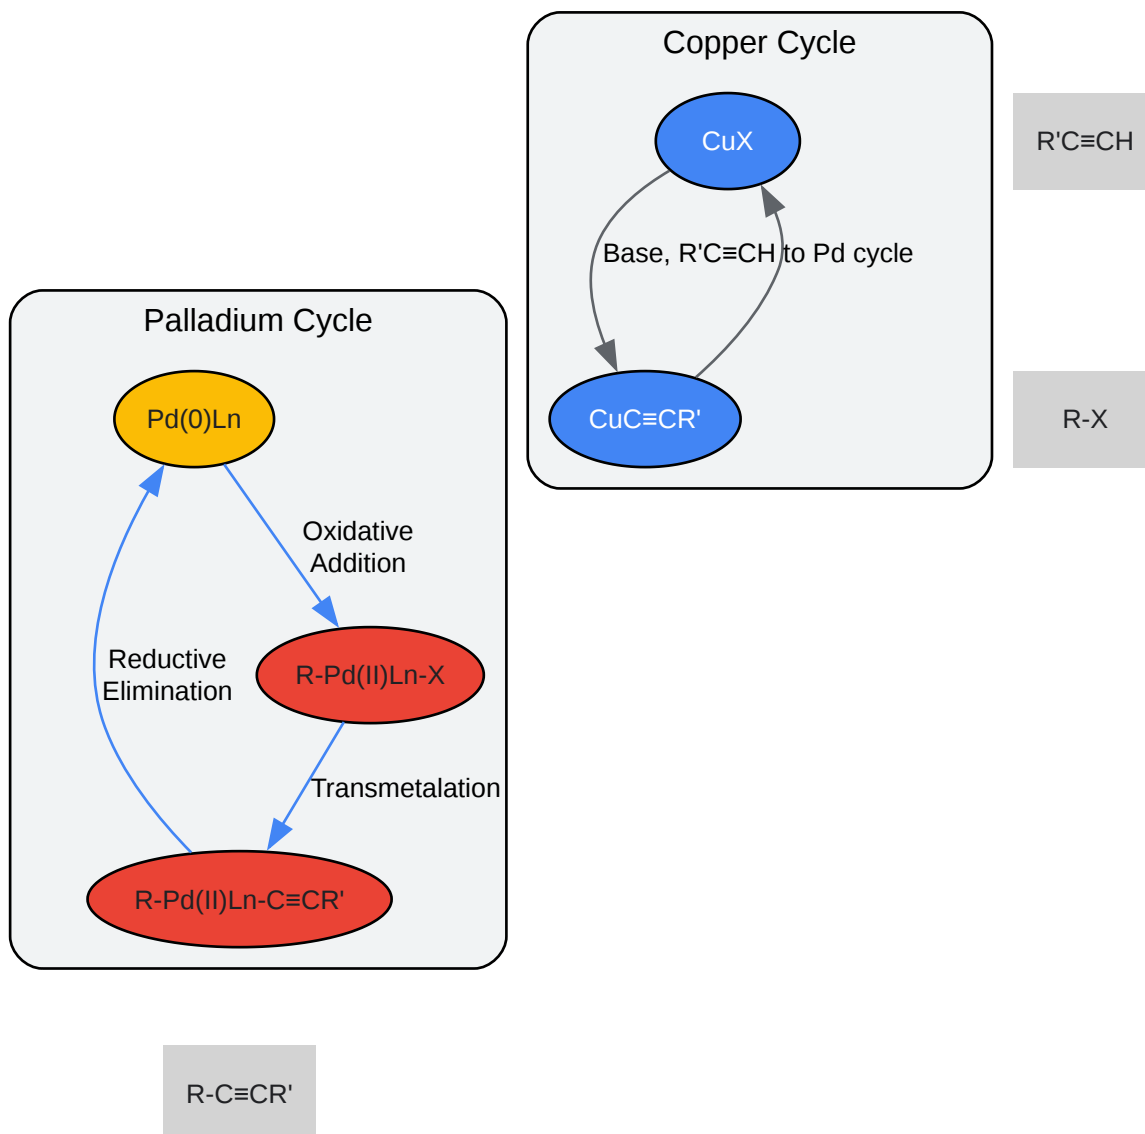 Copper Cycle
CuX
R'C≡CH
Base, R'C≡CH to Pd cycle
CuC≡CR'
R-X
Palladium Cycle
Pd(0)Ln
Oxidative
Addition
R-Pd(II)Ln-X
Reductive
Elimination
Transmetalation
R-Pd(II)Ln-C≡CR'
R-C≡CR'